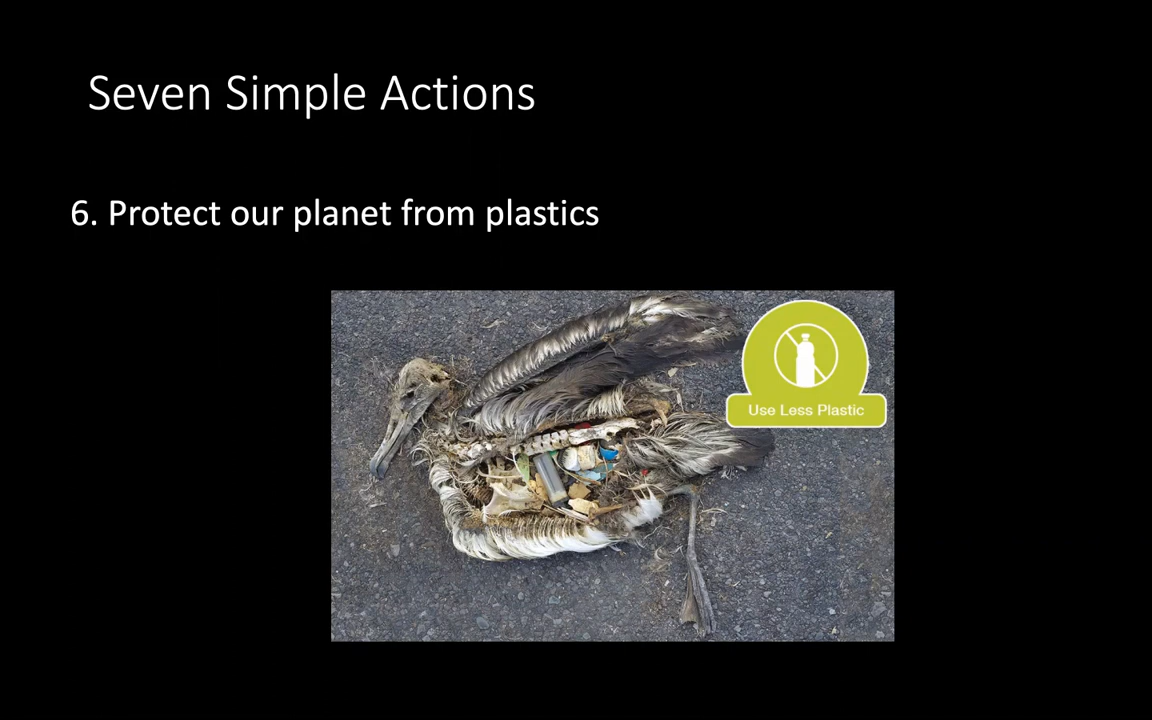 Seven Simple Actions
6. Protect our planet from plastics
Use Less Plastic